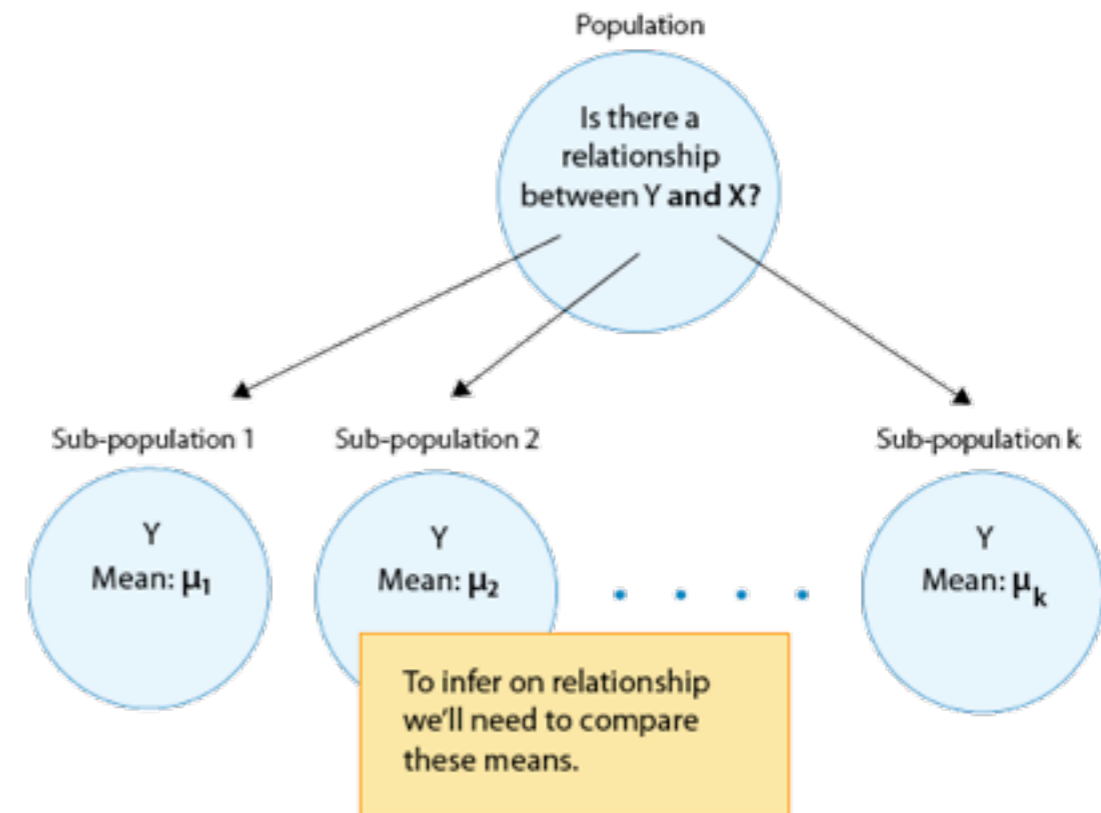 Population
Is there a
relationship
between Y and X?
Sub-population 1
Sub-population 2
Sub-population k
Y
Mean: μ₁
Y
Mean: μ₂
Y
Mean: μₖ
To infer on relationship
we'll need to compare
these means.